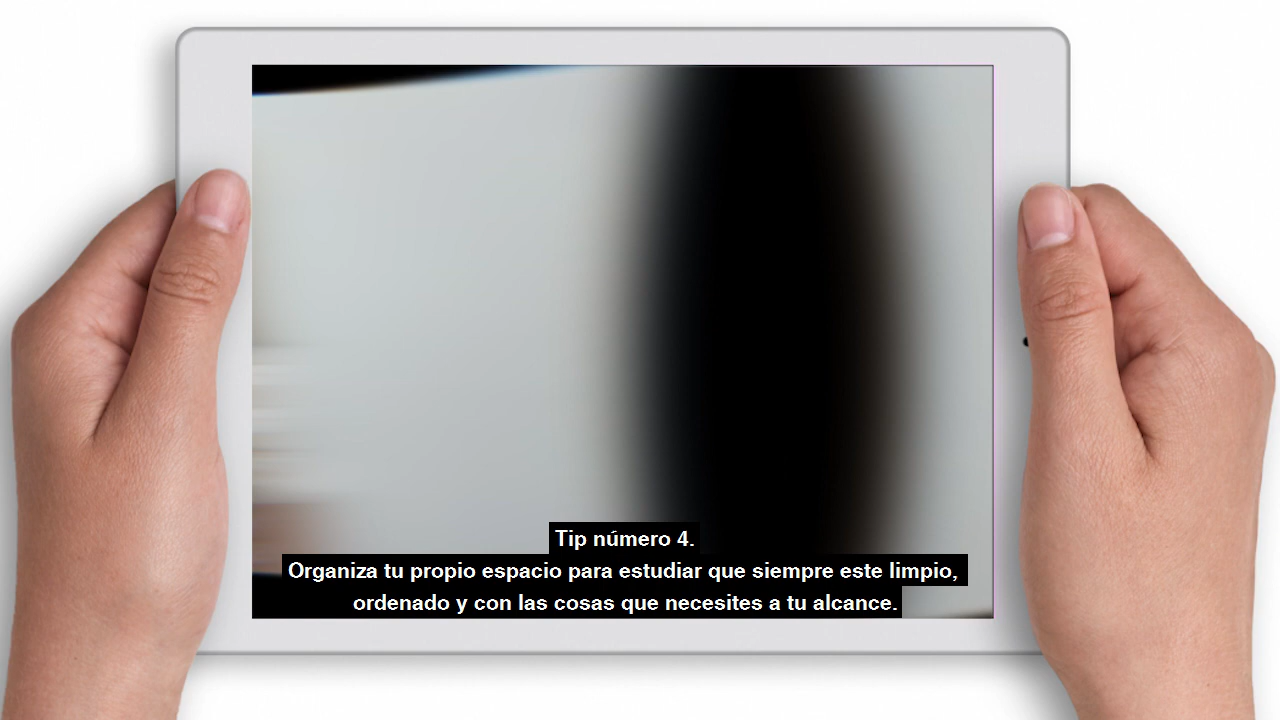 Tip número 4.
Organiza tu propio espacio para estudiar que siempre este limpio,
ordenado y con las cosas que necesites a tu alcance.